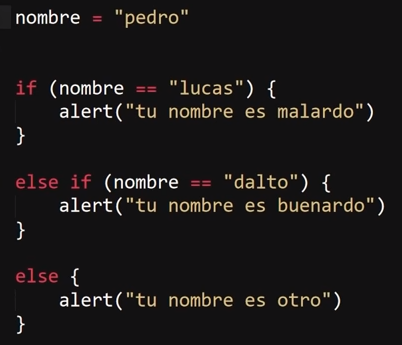 nombre = "pedro"
if (nombre == "lucas") {
alert("tu nombre es malardo")
}
else if (nombre == "dalto") {
alert("tu nombre es buenardo")
}
else {
alert("tu nombre es otro")
}